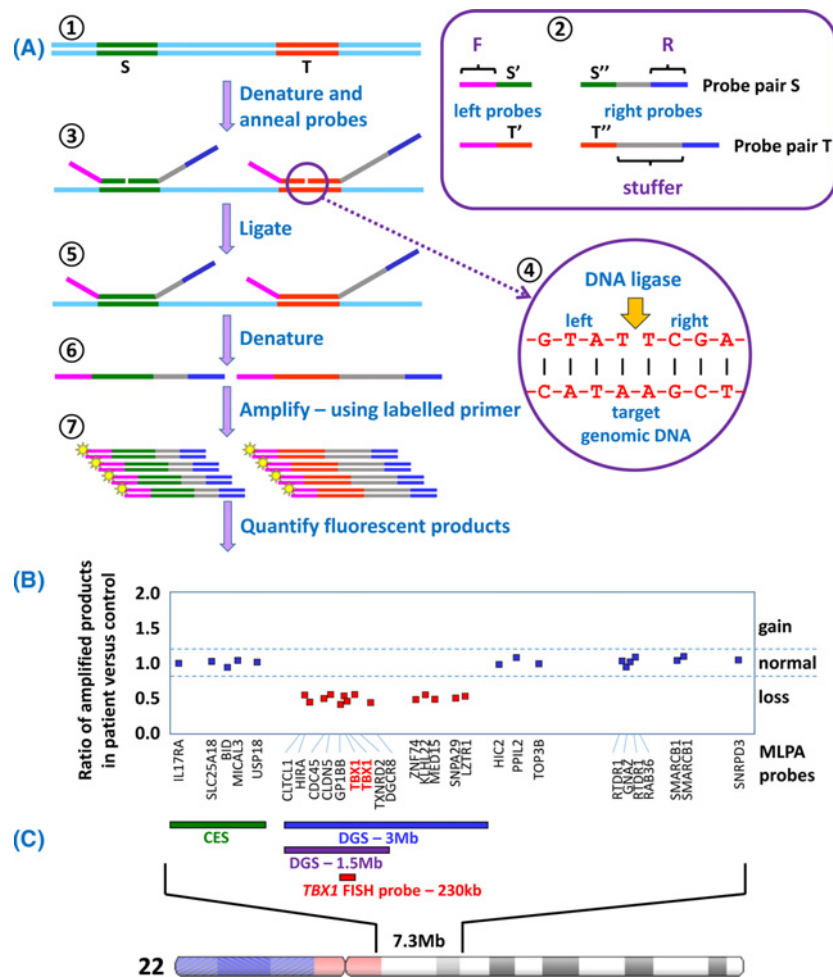 (A)
①
S T
Denature and
anneal probes
②
F R
S' S''
Probe pair S
left probes right probes
T' T''
Probe pair T
stuffer
③
Ligate
④
DNA ligase
left right
-G-T-A-T T-C-G-A-
-C-A-T-A-A-G-C-T-
target
genomic DNA
⑤
Denature
⑥
Amplify – using labelled primer
⑦
Quantify fluorescent products
(B)
Ratio of amplified products
in patient versus control
2.0
1.5
1.0
0.5
0.0
gain
normal
loss
IL17RA
SLC25A18
BID
MICAL3
USP18
CLTCL1
HIRA
CDC45
CLDN5
GP1BB
TBX1
TBX1
TXNRD2
DGCR8
ZNF74
KLHL22
MED15
SNPA29
LZTR1
HIC2
PPIL2
TOP3B
RTDR1
GNAZ
RTDR1
RAB36
SMARCB1
SMARCB1
SNRPD3
MLPA
probes
(C)
CES
DGS – 3Mb
DGS – 1.5Mb
TBX1 FISH probe – 230kb
7.3Mb
22